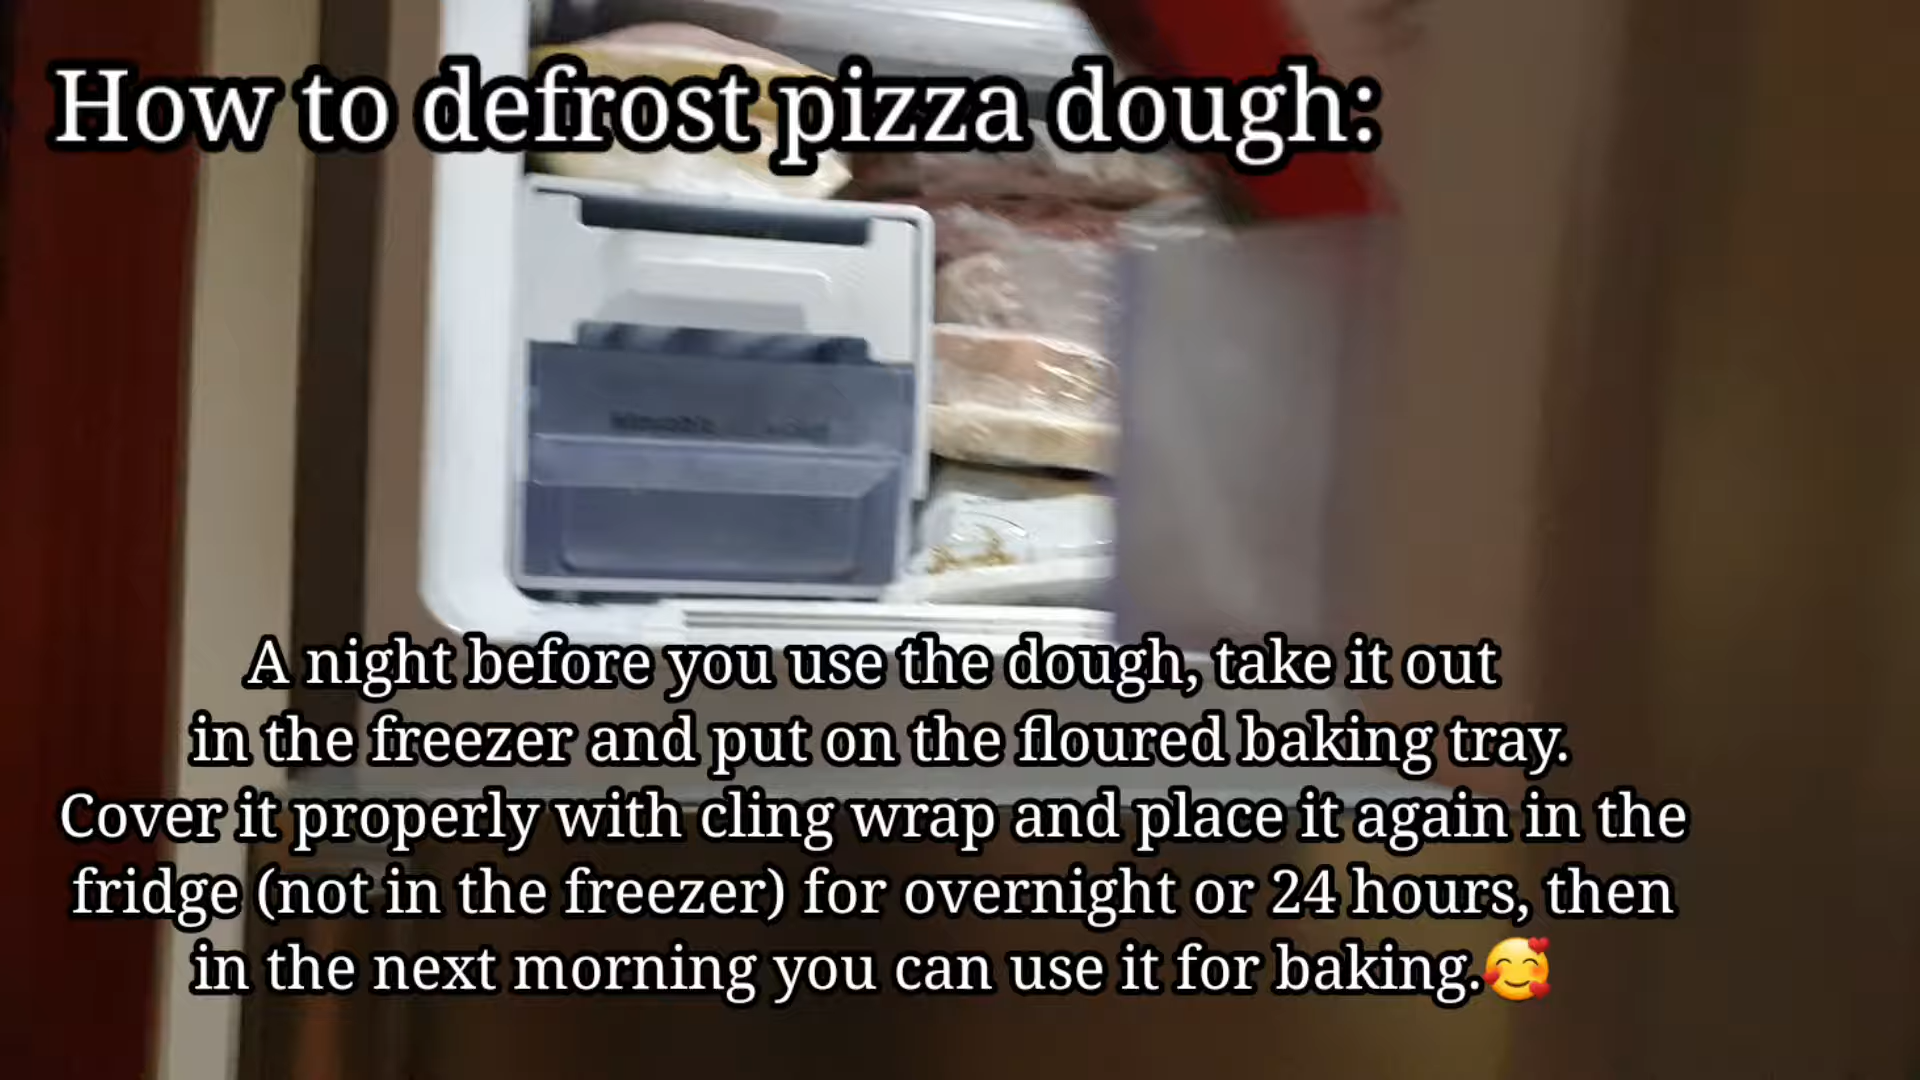 How to defrost pizza dough:
A night before you use the dough, take it out
in the freezer and put on the floured baking tray.
Cover it properly with cling wrap and place it again in the
fridge (not in the freezer) for overnight or 24 hours, then
in the next morning you can use it for baking.🥰